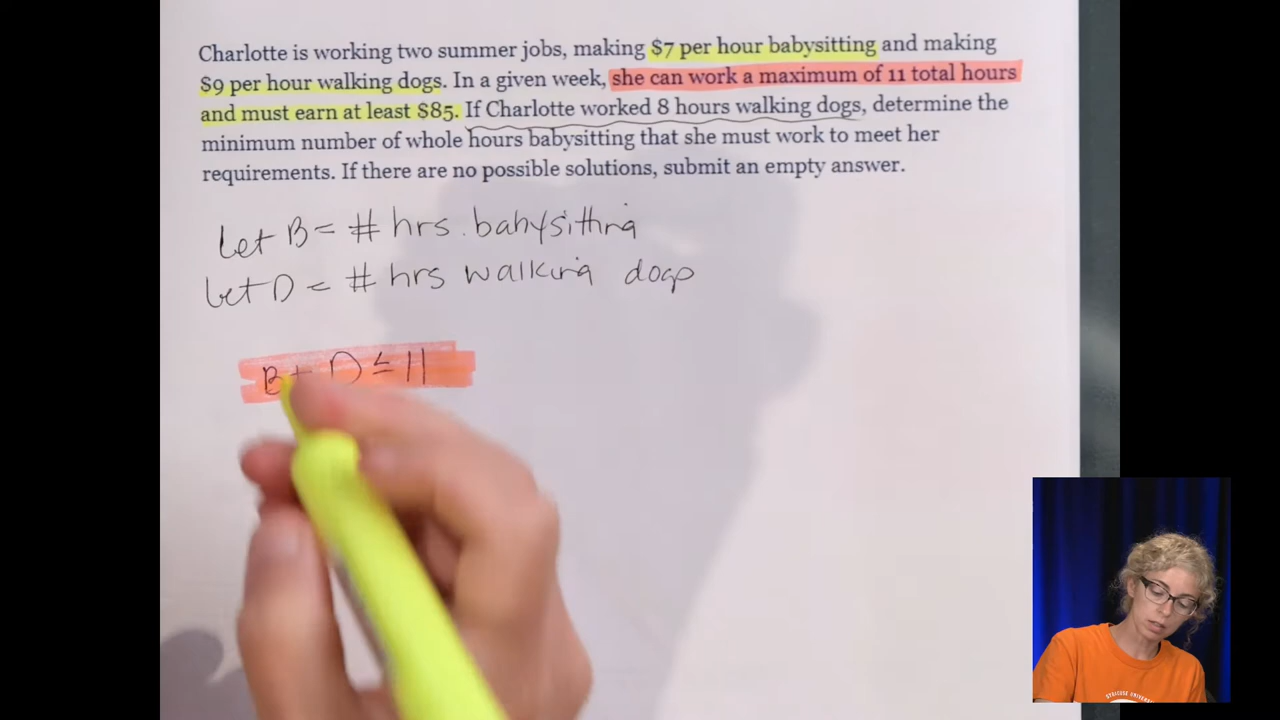 Charlotte is working two summer jobs, making $7 per hour babysitting and making
$9 per hour walking dogs. In a given week, she can work a maximum of 11 total hours
and must earn at least $85. If Charlotte worked 8 hours walking dogs, determine the
minimum number of whole hours babysitting that she must work to meet her
requirements. If there are no possible solutions, submit an empty answer.
Let B = # hrs. babysitting
Let D = # hrs walking dogs
B + D ≤ 11
SYRACUSE UNIVERSITY